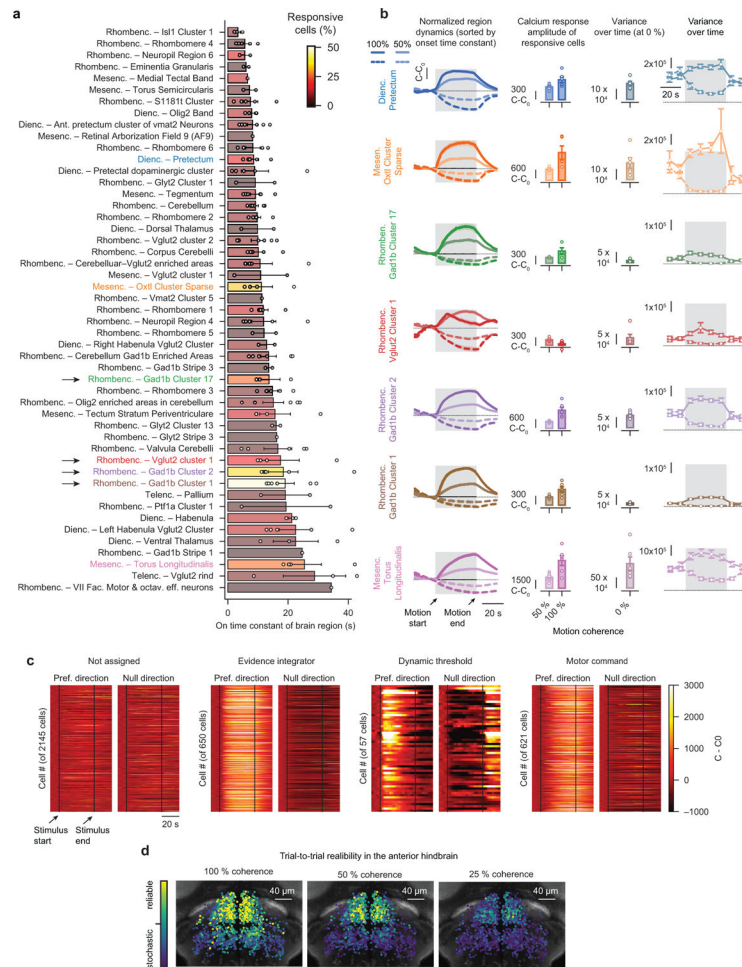 a
Responsive
cells (%)
50
25
0
Rhombenc. – Isl1 Cluster 1
Rhombenc. – Rhombomere 4
Rhombenc. – Neuropil Region 6
Rhombenc. – Eminentia Granularis
Mesenc. – Medial Tectal Band
Mesenc. – Torus Semicircularis
Rhombenc. – S1181t Cluster
Dienc. – Olig2 Band
Dienc. – Ant. pretectum cluster of vmat2 Neurons
Mesenc. – Retinal Arborization Field 9 (AF9)
Rhombenc. – Rhombomere 6
Dienc. – Pretectum
Dienc. – Pretectal dopaminergic cluster
Rhombenc. – Glyt2 Cluster 1
Mesenc. – Tegmentum
Rhombenc. – Cerebellum
Rhombenc. – Rhombomere 2
Dienc. – Dorsal Thalamus
Rhombenc. – Vglut2 cluster 2
Rhombenc. – Corpus Cerebelli
Rhombenc. – Cerebelluar-Vglut2 enriched areas
Mesenc. – Vglut2 cluster 1
Mesenc. – Oxtl Cluster Sparse
Rhombenc. – Vmat2 Cluster 5
Rhombenc. – Rhombomere 1
Rhombenc. – Neuropil Region 4
Rhombenc. – Rhombomere 5
Dienc. – Right Habenula Vglut2 Cluster
Rhombenc. – Cerebellum Gad1b Enriched Areas
Rhombenc. – Gad1b Stripe 3
Rhombenc. – Gad1b Cluster 17
Rhombenc. – Rhombomere 3
Rhombenc. – Olig2 enriched areas in cerebellum
Mesenc. – Tectum Stratum Periventriculare
Rhombenc. – Glyt2 Cluster 13
Rhombenc. – Glyt2 Stripe 3
Rhombenc. – Valvula Cerebelli
Rhombenc. – Vglut2 cluster 1
Rhombenc. – Gad1b Cluster 2
Rhombenc. – Gad1b Cluster 1
Telenc. – Pallium
Rhombenc. – Ptf1a Cluster 1
Dienc. – Habenula
Dienc. – Left Habenula Vglut2 Cluster
Dienc. – Ventral Thalamus
Rhombenc. – Gad1b Stripe 1
Mesenc. – Torus Longitudinalis
Telenc. – Vglut2 rind
Rhombenc. – VII Fac. Motor & octav. eff. neurons
0 20 40
On time constant of brain region (s)
b
Normalized region
dynamics (sorted by
onset time constant)
Calcium response
amplitude of
responsive cells
Variance
over time (at 0 %)
Variance
over time
100% 50%
C-C₀
Dienc.
Pretectum
300
C-C₀
10 x
10⁴
2x10⁵
20 s
Mesen.
Oxtl Cluster
Sparse
600
C-C₀
10 x
10⁴
2x10⁵
Rhomben.
Gad1b Cluster 17
300
C-C₀
5 x
10⁴
1x10⁵
Rhombenc.
Vglut2 Cluster 1
300
C-C₀
5 x
10⁴
1x10⁵
Rhombenc.
Gad1b Cluster 2
600
C-C₀
5 x
10⁴
1x10⁵
Rhombenc.
Gad1b Cluster 1
300
C-C₀
5 x
10⁴
1x10⁵
Mesenc.
Torus
Longitudinalis
1500
C-C₀
50 x
10⁴
10x10⁵
Motion
start
Motion
end
20 s
50 %
100 %
0 %
Motion coherence
c
Not assigned
Pref. direction Null direction
Cell # (of 2145 cells)
Stimulus
start
Stimulus
end
20 s
Evidence integrator
Pref. direction Null direction
Cell # (of 650 cells)
Dynamic threshold
Pref. direction Null direction
Cell # (of 57 cells)
Motor command
Pref. direction Null direction
Cell # (of 621 cells)
3000
2000
1000
0
–1000
C - C0
d
Trial-to-trial realibility in the anterior hindbrain
100 % coherence 50 % coherence 25 % coherence
reliable
stochastic
40 µm
40 µm
40 µm